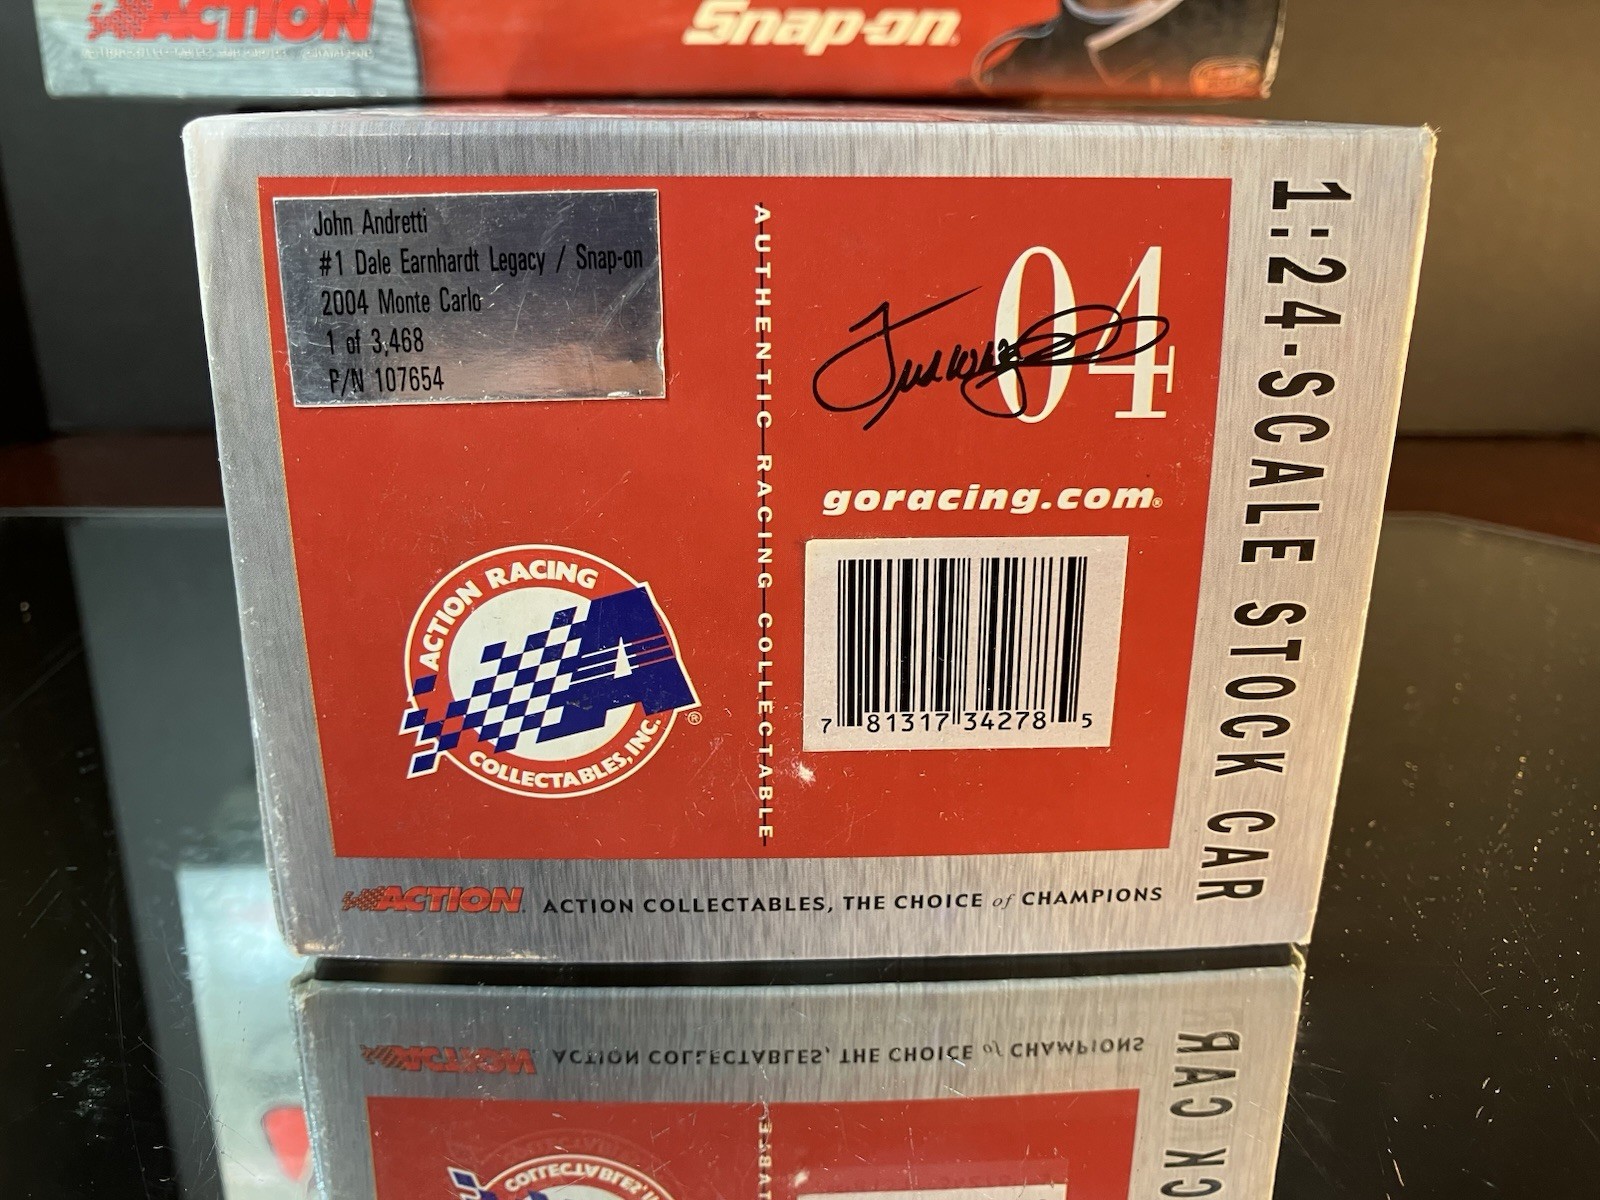 ACTION
Snap-on
John Andretti
#1 Dale Earnhardt Legacy / Snap-on
2004 Monte Carlo
1 of 3,468
P/N 107654
AUTHENTIC RACING COLLECTABLE
04
goracing.com®
7 81317 34278 5
ACTION RACING
COLLECTABLES, INC.
®
1:24-SCALE STOCK CAR
ACTION. ACTION COLLECTABLES, THE CHOICE of CHAMPIONS